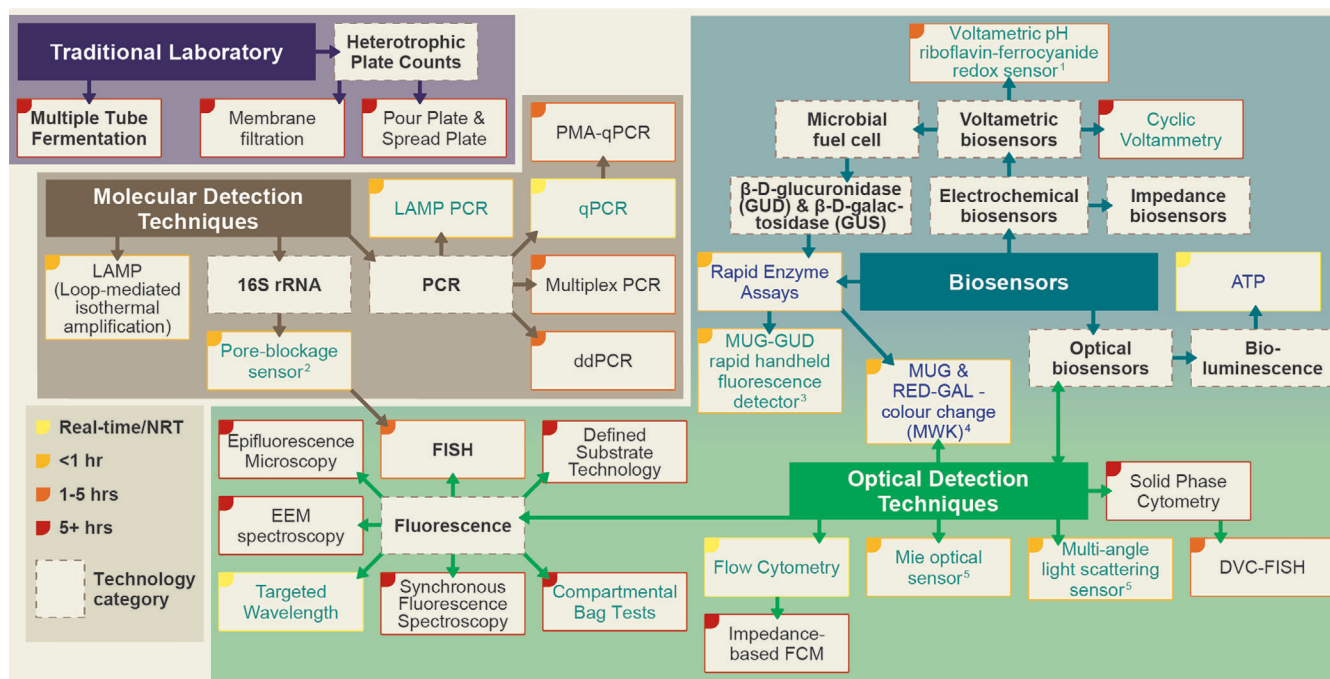 Traditional Laboratory
Heterotrophic
Plate Counts
Multiple Tube
Fermentation
Membrane
filtration
Pour Plate &
Spread Plate
Molecular Detection
Techniques
LAMP PCR
PMA-qPCR
qPCR
LAMP
(Loop-mediated
isothermal
amplification)
16S rRNA
PCR
Multiplex PCR
Pore-blockage
sensor²
ddPCR
Voltametric pH
riboflavin-ferrocyanide
redox sensor¹
Microbial
fuel cell
Voltametric
biosensors
Cyclic
Voltammetry
β-D-glucuronidase
(GUD) & β-D-galac-
tosidase (GUS)
Electrochemical
biosensors
Impedance
biosensors
Rapid Enzyme
Assays
Biosensors
ATP
MUG-GUD
rapid handheld
fluorescence
detector³
MUG &
RED-GAL -
colour change
(MWK)⁴
Optical
biosensors
Bio-
luminescence
Real-time/NRT
<1 hr
1-5 hrs
5+ hrs
Technology
category
Epifluorescence
Microscopy
FISH
Defined
Substrate
Technology
EEM
spectroscopy
Fluorescence
Targeted
Wavelength
Synchronous
Fluorescence
Spectroscopy
Compartmental
Bag Tests
Optical Detection
Techniques
Solid Phase
Cytometry
Flow Cytometry
Mie optical
sensor⁵
Multi-angle
light scattering
sensor⁵
DVC-FISH
Impedance-
based FCM